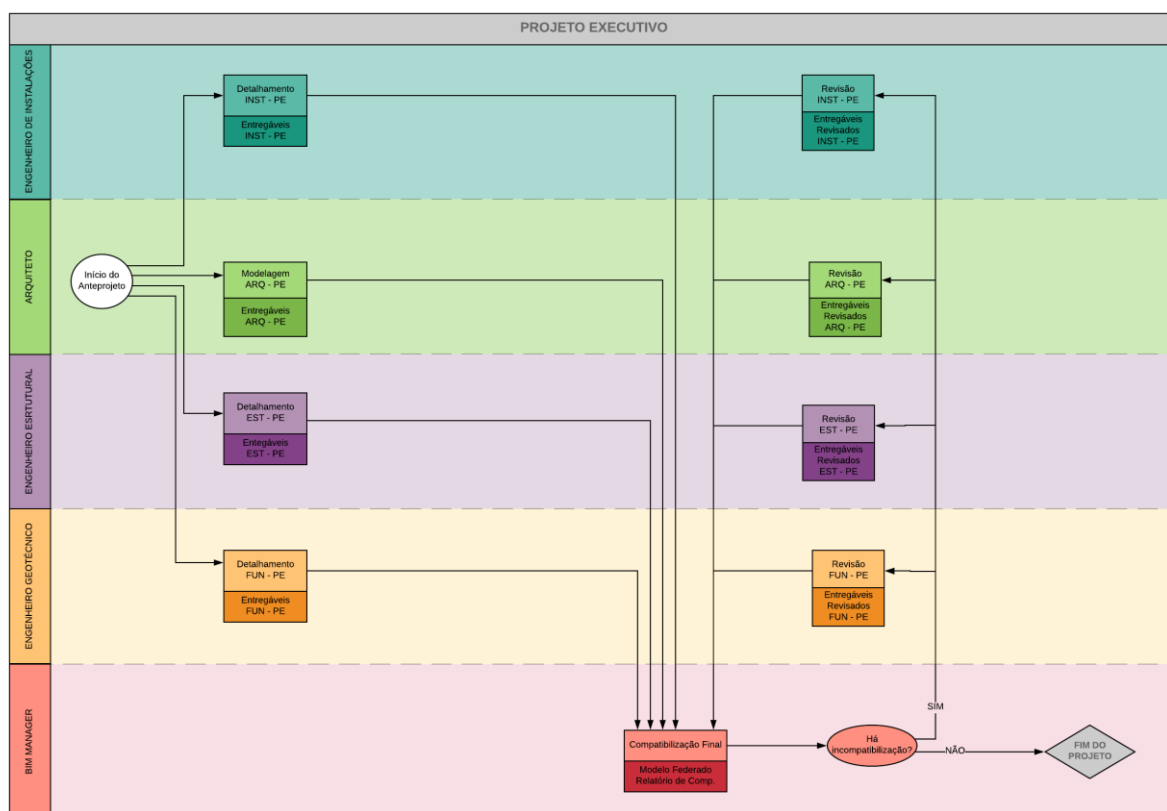 PROJETO EXECUTIVO
ENGENHEIRO DE INSTALAÇÕES
Detalhamento
INST - PE
Entregáveis
INST - PE
Revisão
INST - PE
Entregáveis
Revisados
INST - PE
ARQUITETO
Início do
Anteprojeto
Modelagem
ARQ - PE
Entregáveis
ARQ - PE
Revisão
ARQ - PE
Entregáveis
Revisados
ARQ - PE
ENGENHEIRO ESRTUTURAL
Detalhamento
EST - PE
Entegáveis
EST - PE
Revisão
EST - PE
Entregáveis
Revisados
EST - PE
ENGENHEIRO GEOTÉCNICO
Detalhamento
FUN - PE
Entregáveis
FUN - PE
Revisão
FUN - PE
Entregáveis
Revisados
FUN - PE
BIM MANAGER
Compatibilização Final
Modelo Federado
Relatório de Comp.
Há
incompatibilização?
SIM
NÃO
FIM DO
PROJETO